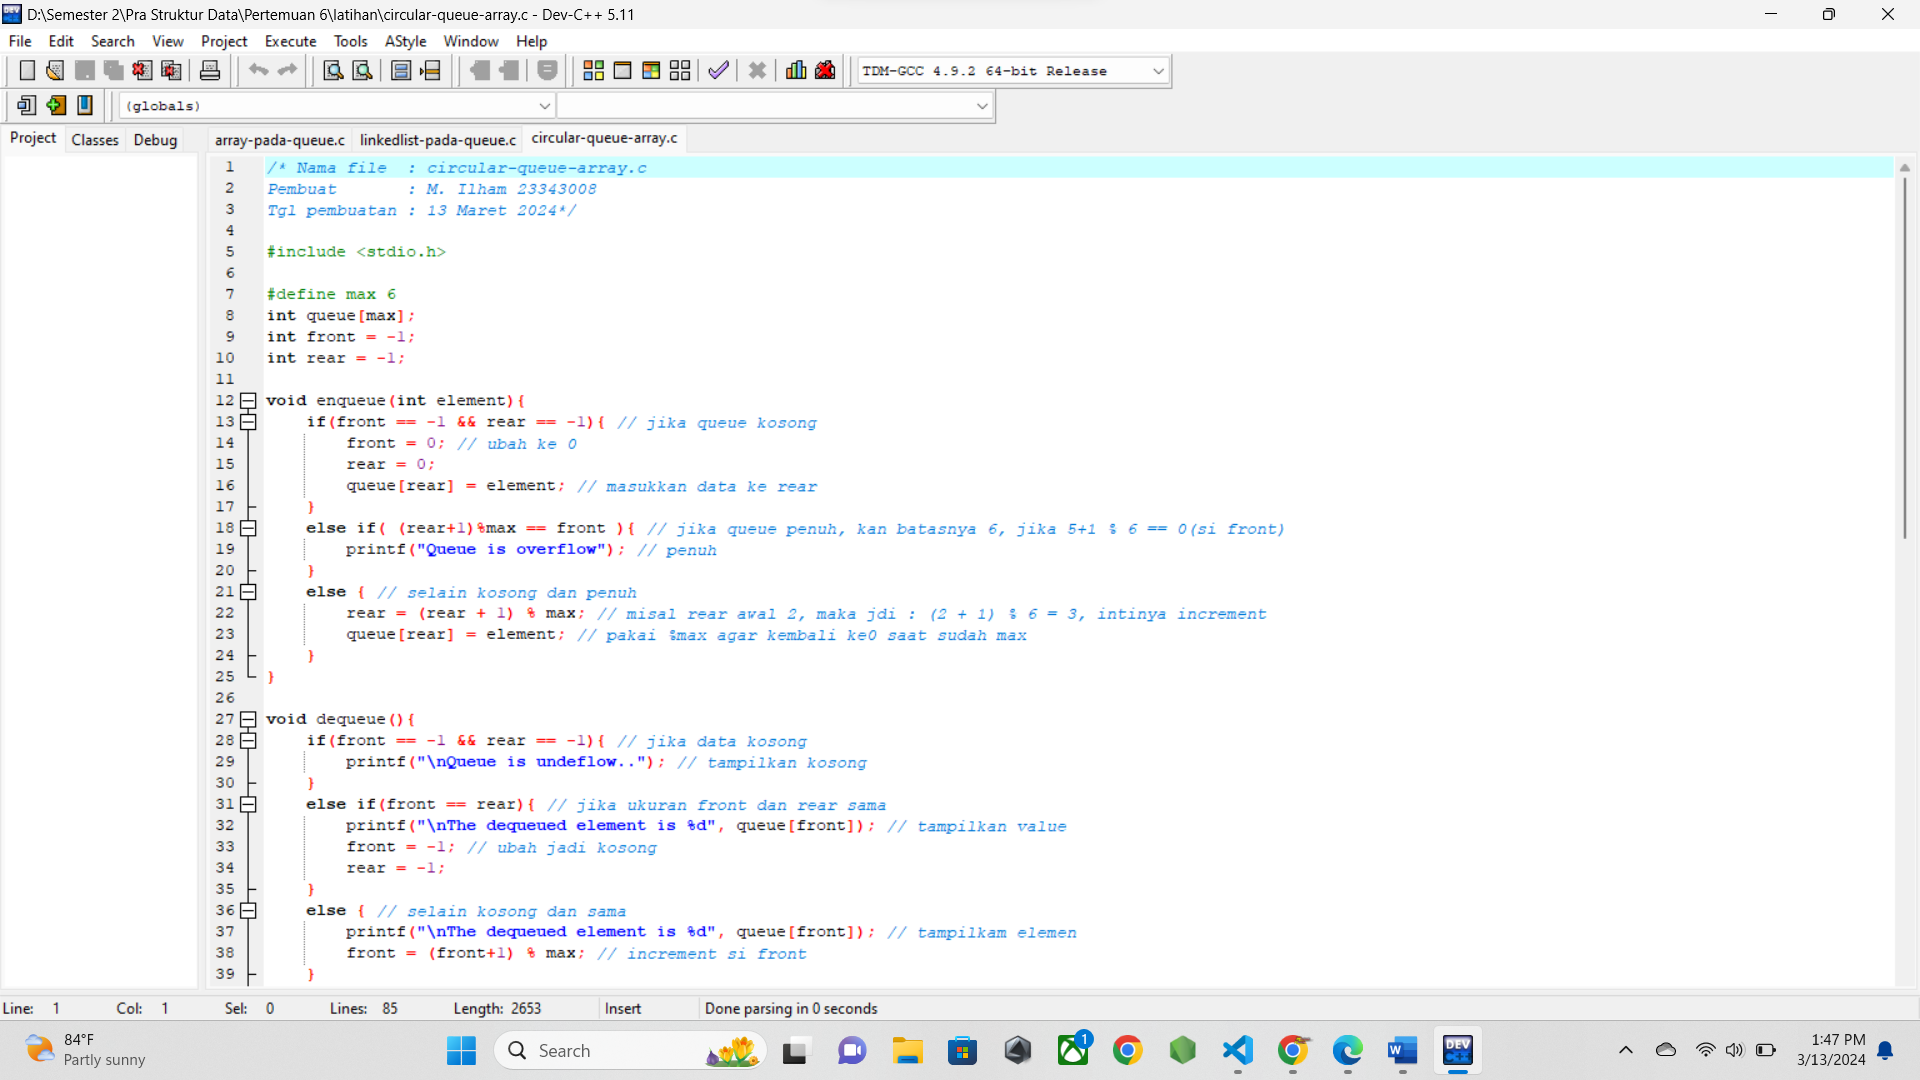 D:\Semester 2\Pra Struktur Data\Pertemuan 6\latihan\circular-queue-array.c - Dev-C++ 5.11
File Edit Search View Project Execute Tools AStyle Window Help
TDM-GCC 4.9.2 64-bit Release
(globals)
Project Classes Debug
array-pada-queue.c linkedlist-pada-queue.c circular-queue-array.c
1 /* Nama file : circular-queue-array.c
2 Pembuat : M. Ilham 23343008
3 Tgl pembuatan : 13 Maret 2024*/
4
5 #include <stdio.h>
6
7 #define max 6
8 int queue[max];
9 int front = -1;
10 int rear = -1;
11
12 void enqueue(int element){
13 if(front == -1 && rear == -1){ // jika queue kosong
14 front = 0; // ubah ke 0
15 rear = 0;
16 queue[rear] = element; // masukkan data ke rear
17 }
18 else if( (rear+1)%max == front ){ // jika queue penuh, kan batasnya 6, jika 5+1 % 6 == 0(si front)
19 printf("Queue is overflow"); // penuh
20 }
21 else { // selain kosong dan penuh
22 rear = (rear + 1) % max; // misal rear awal 2, maka jdi : (2 + 1) % 6 = 3, intinya increment
23 queue[rear] = element; // pakai %max agar kembali ke0 saat sudah max
24 }
25 }
26
27 void dequeue(){
28 if(front == -1 && rear == -1){ // jika data kosong
29 printf("\nQueue is undeflow.."); // tampilkan kosong
30 }
31 else if(front == rear){ // jika ukuran front dan rear sama
32 printf("\nThe dequeued element is %d", queue[front]); // tampilkan value
33 front = -1; // ubah jadi kosong
34 rear = -1;
35 }
36 else { // selain kosong dan sama
37 printf("\nThe dequeued element is %d", queue[front]); // tampilkam elemen
38 front = (front+1) % max; // increment si front
39 }
Line: 1 Col: 1 Sel: 0 Lines: 85 Length: 2653 Insert Done parsing in 0 seconds
84°F
Partly sunny
Search
1
DEV
C++
1:47 PM
3/13/2024